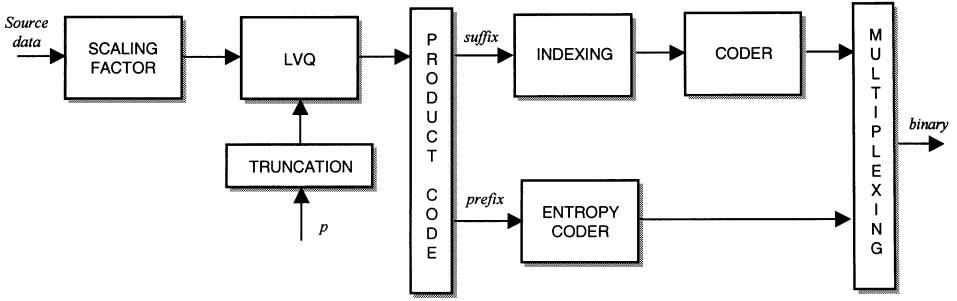 Source
data
SCALING
FACTOR
LVQ
TRUNCATION
p
PRODUCT CODE
suffix
INDEXING
CODER
prefix
ENTROPY
CODER
MULTIPLEXING
binary